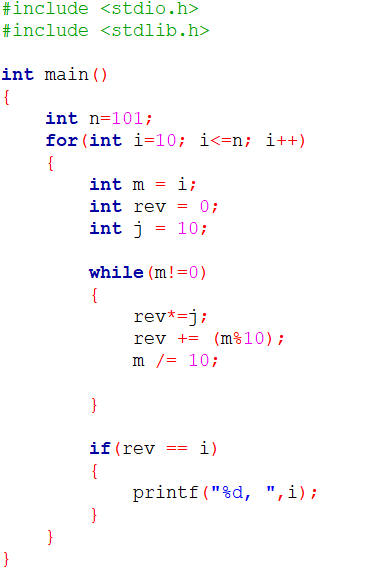 #include <stdio.h>
#include <stdlib.h>
int main()
{
int n=101;
for(int i=10; i<=n; i++)
{
int m = i;
int rev = 0;
int j = 10;
while(m!=0)
{
rev*=j;
rev += (m%10);
m /= 10;
}
if(rev == i)
{
printf("%d, ",i);
}
}
}